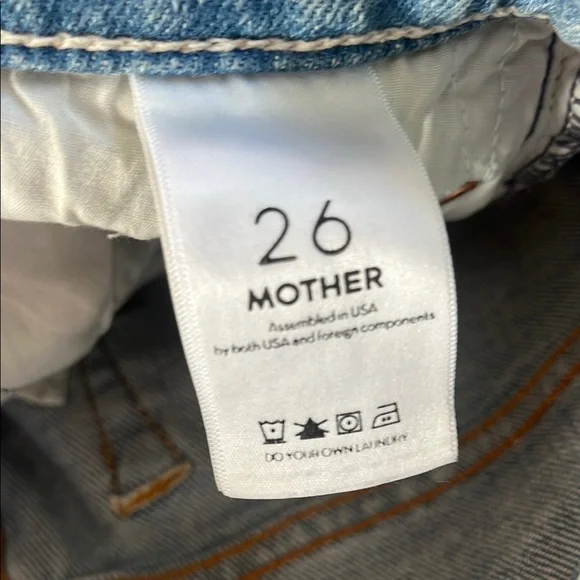 26
MOTHER
Assembled in USA
by both USA and foreign components
DO YOUR OWN LAUNDRY